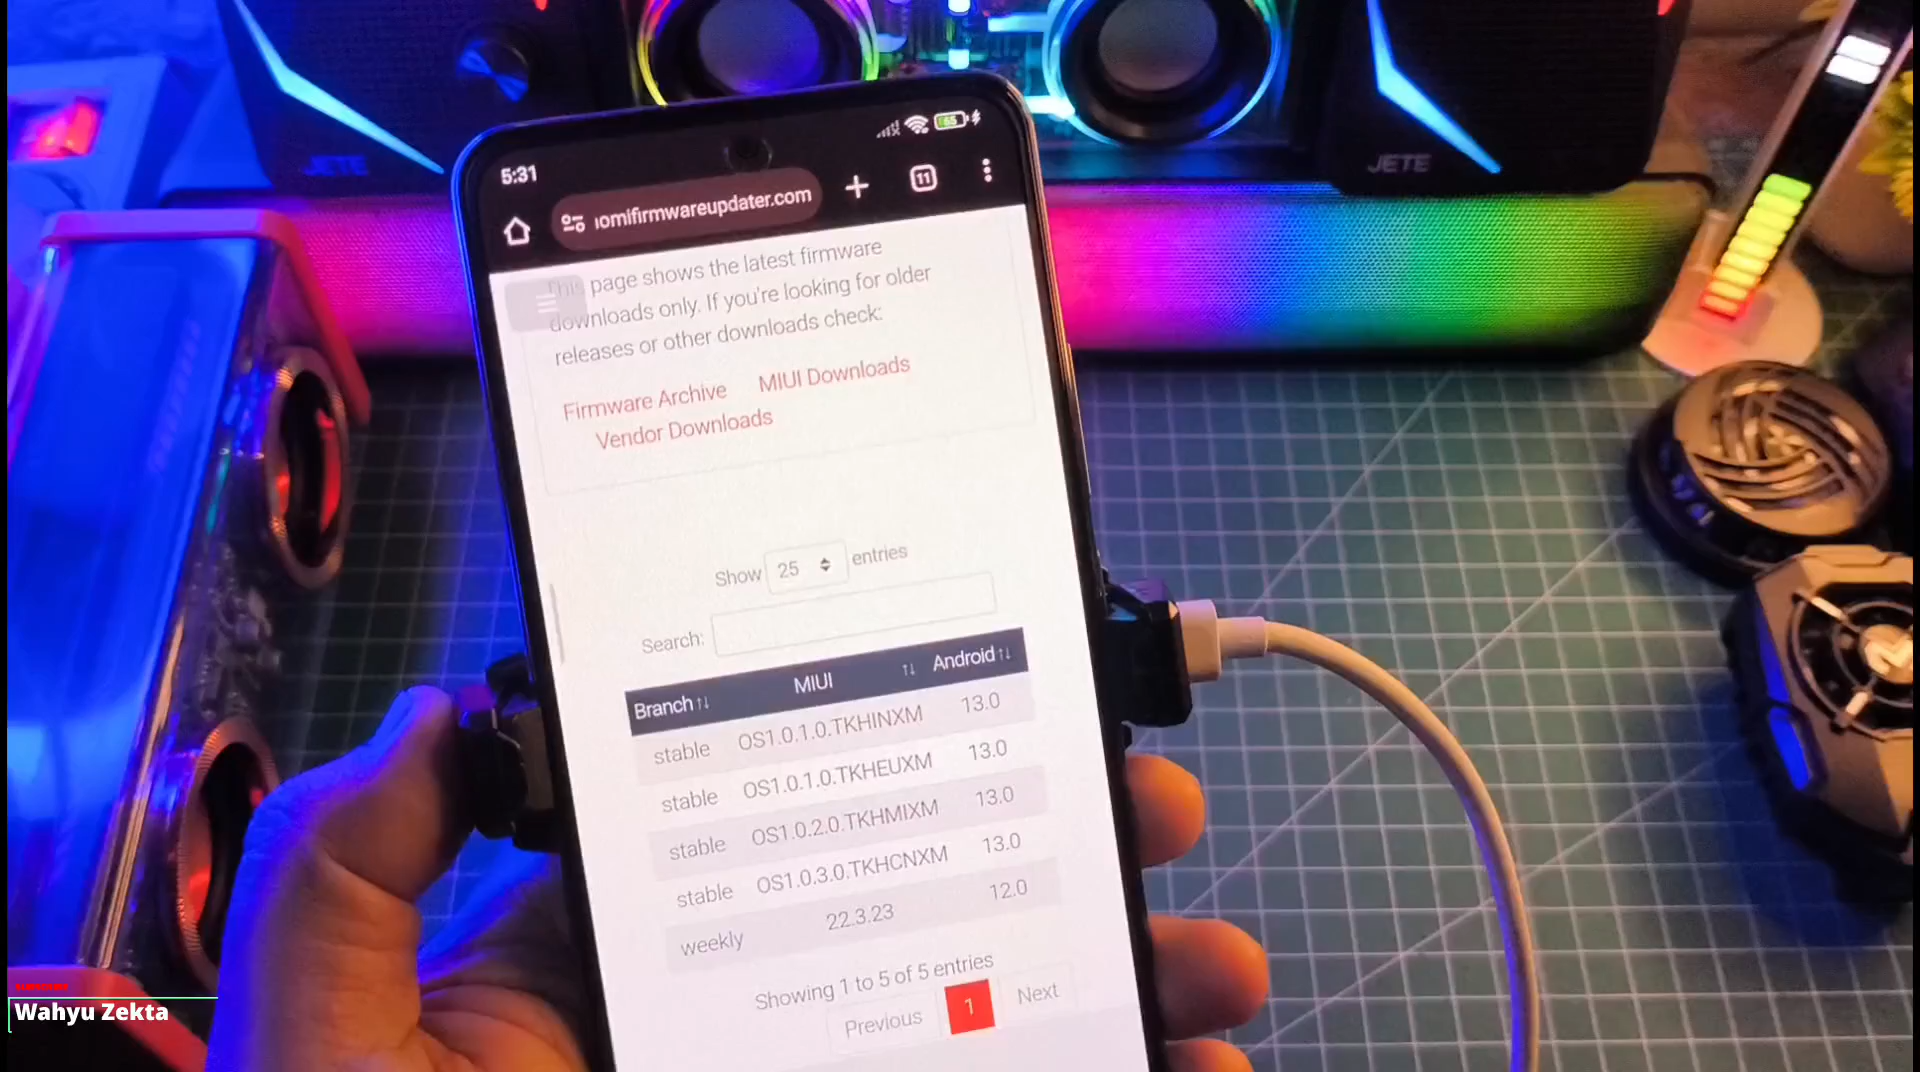 JETE
JETE
65
5:31
11
ıomifirmwareupdater.com
This page shows the latest firmware
downloads only. If you're looking for older
releases or other downloads check:
Firmware Archive MIUI Downloads
Vendor Downloads
Show 25 entries
Search:
Branch MIUI Android
stable OS1.0.1.0.TKHINXM 13.0
stable OS1.0.1.0.TKHEUXM 13.0
stable OS1.0.2.0.TKHMIXM 13.0
stable OS1.0.3.0.TKHCNXM 13.0
weekly 22.3.23 12.0
Showing 1 to 5 of 5 entries
Previous 1 Next
SUBSCRIBE
Wahyu Zekta